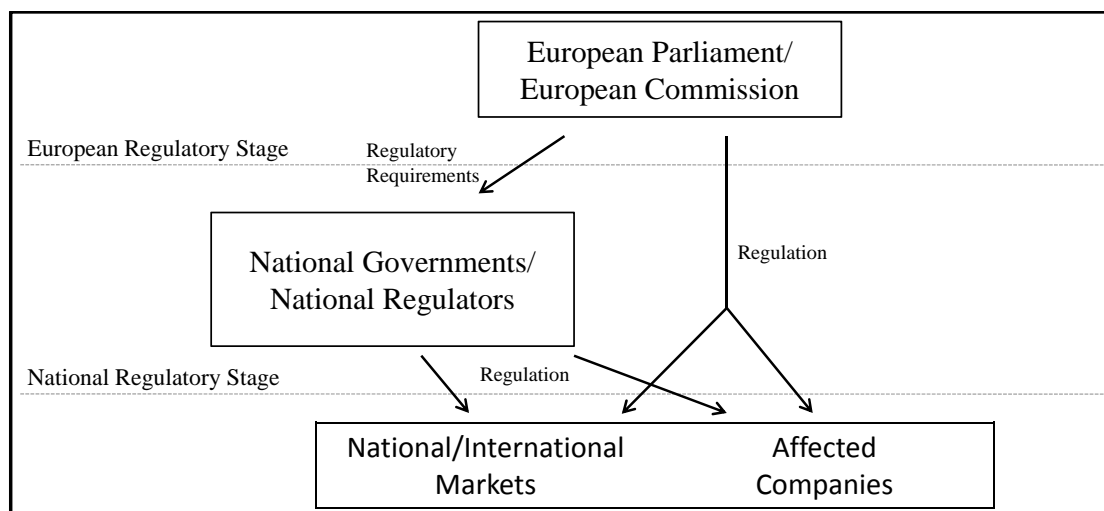 European Parliament/
European Commission
European Regulatory Stage
Regulatory
Requirements
National Governments/
National Regulators
Regulation
National Regulatory Stage
Regulation
National/International
Markets
Affected
Companies